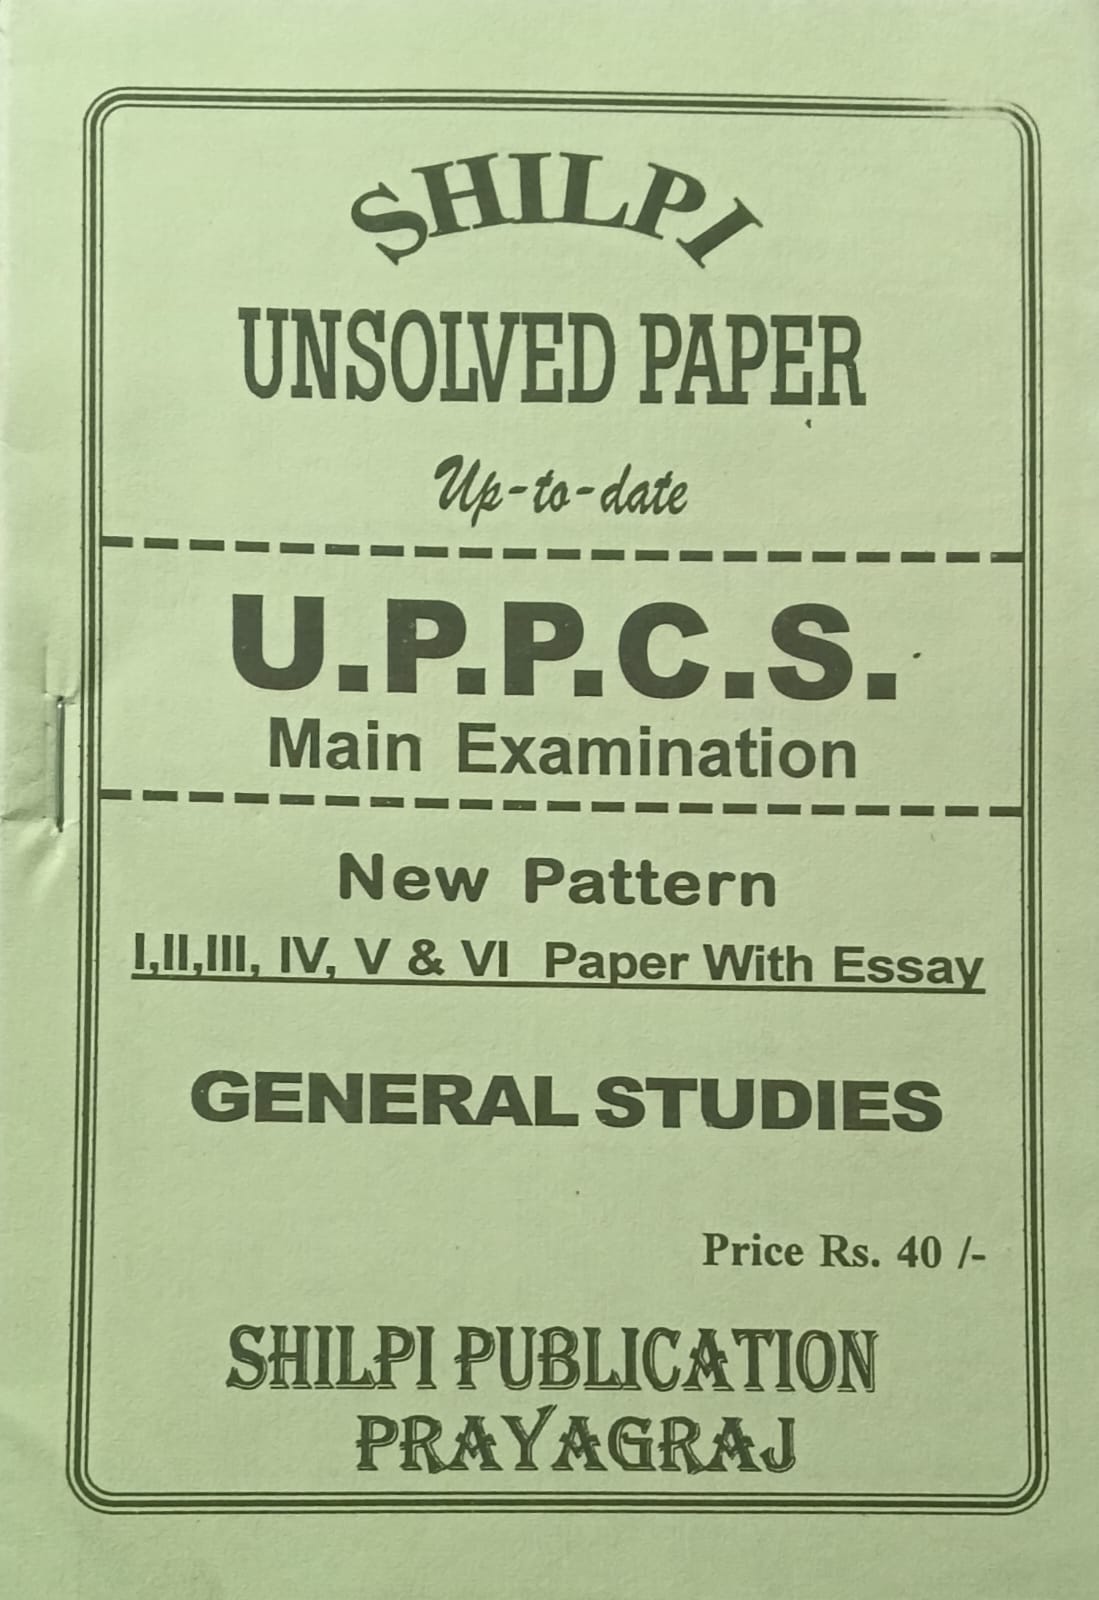 SHILPI
UNSOLVED PAPER
Up-to-date
U.P.P.C.S.
Main Examination
New Pattern
I,II,III, IV, V & VI Paper With Essay
GENERAL STUDIES
Price Rs. 40 /-
SHILPI PUBLICATION
PRAYAGRAJ